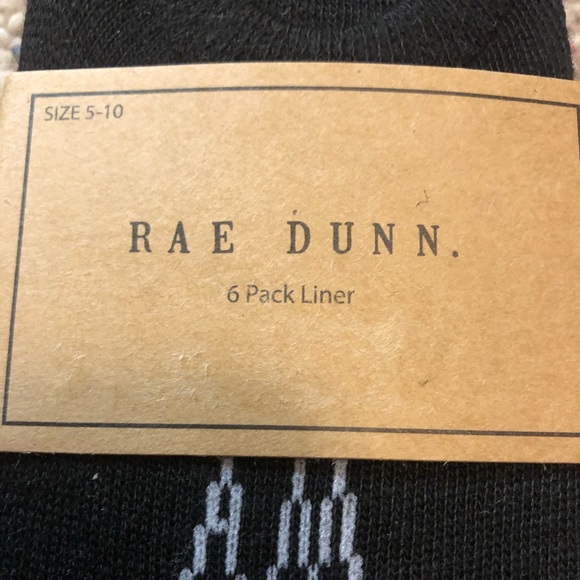 SIZE 5-10
RAE DUNN.
6 Pack Liner